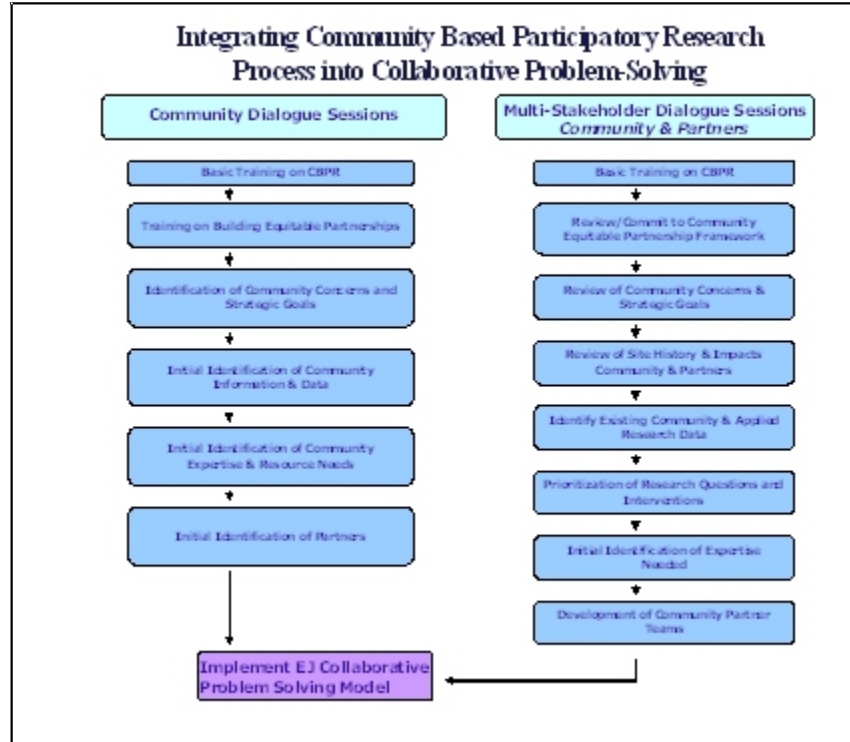 Integrating Community Based Participatory Research
Process into Collaborative Problem-Solving
Community Dialogue Sessions
Basic Training on CBPR
Training on Building Equitable Partnerships
Identification of Community Concerns and
Strategic Goals
Initial Identification of Community
Information & Data
Initial Identification of Community
Expertise & Resource Needs
Initial Identification of Partners
Multi-Stakeholder Dialogue Sessions
Community & Partners
Basic Training on CBPR
Review/Commit to Community
Equitable Partnership Framework
Review of Community Concerns &
Strategic Goals
Review of Site History & Impacts
Community & Partners
Identify Existing Community & Applied
Research Data
Prioritization of Research Questions and
Interventions
Initial Identification of Expertise
Needed
Development of Community Partner
Teams
Implement EJ Collaborative
Problem Solving Model